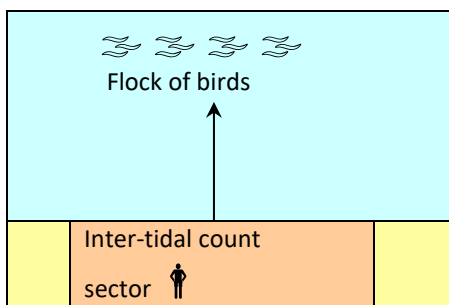 Flock of birds
Inter-tidal count
sector